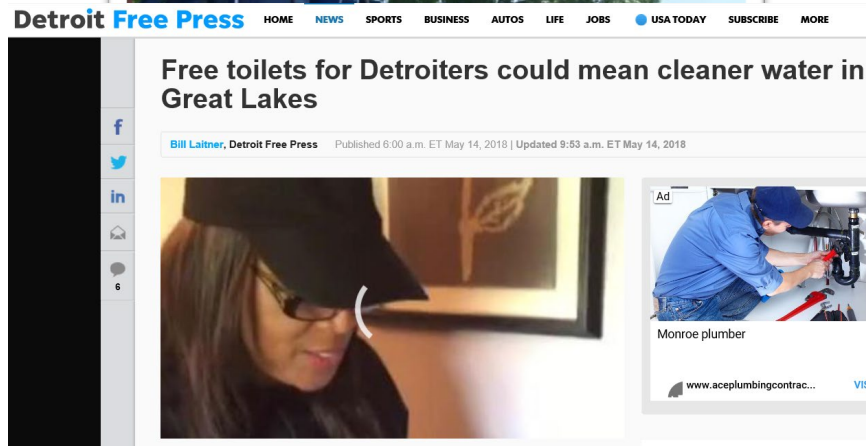 Detroit Free Press HOME NEWS SPORTS BUSINESS AUTOS LIFE JOBS USA TODAY SUBSCRIBE MORE
Free toilets for Detroiters could mean cleaner water in
Great Lakes
Bill Laitner, Detroit Free Press Published 6:00 a.m. ET May 14, 2018 | Updated 9:53 a.m. ET May 14, 2018
f
in
6
Ad
Monroe plumber
www.aceplumbingcontrac... VIS